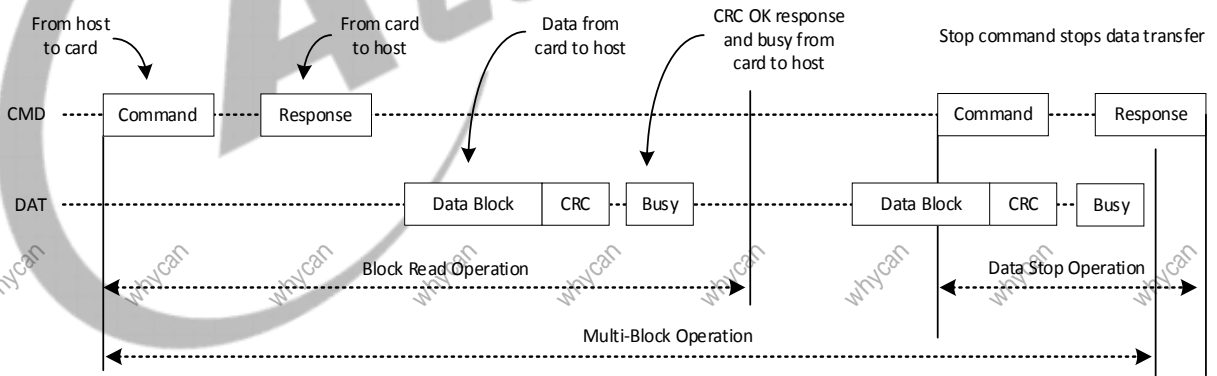 From host
to card
From card
to host
Data from
card to host
CRC OK response
and busy from
card to host
Stop command stops data transfer
CMD
Command
Response
Command
Response
DAT
Data Block
CRC
Busy
Data Block
CRC
Busy
whycan
whycan
whycan
whycan
whycan
whycan
whycan
whycan
Block Read Operation
Data Stop Operation
Multi-Block Operation